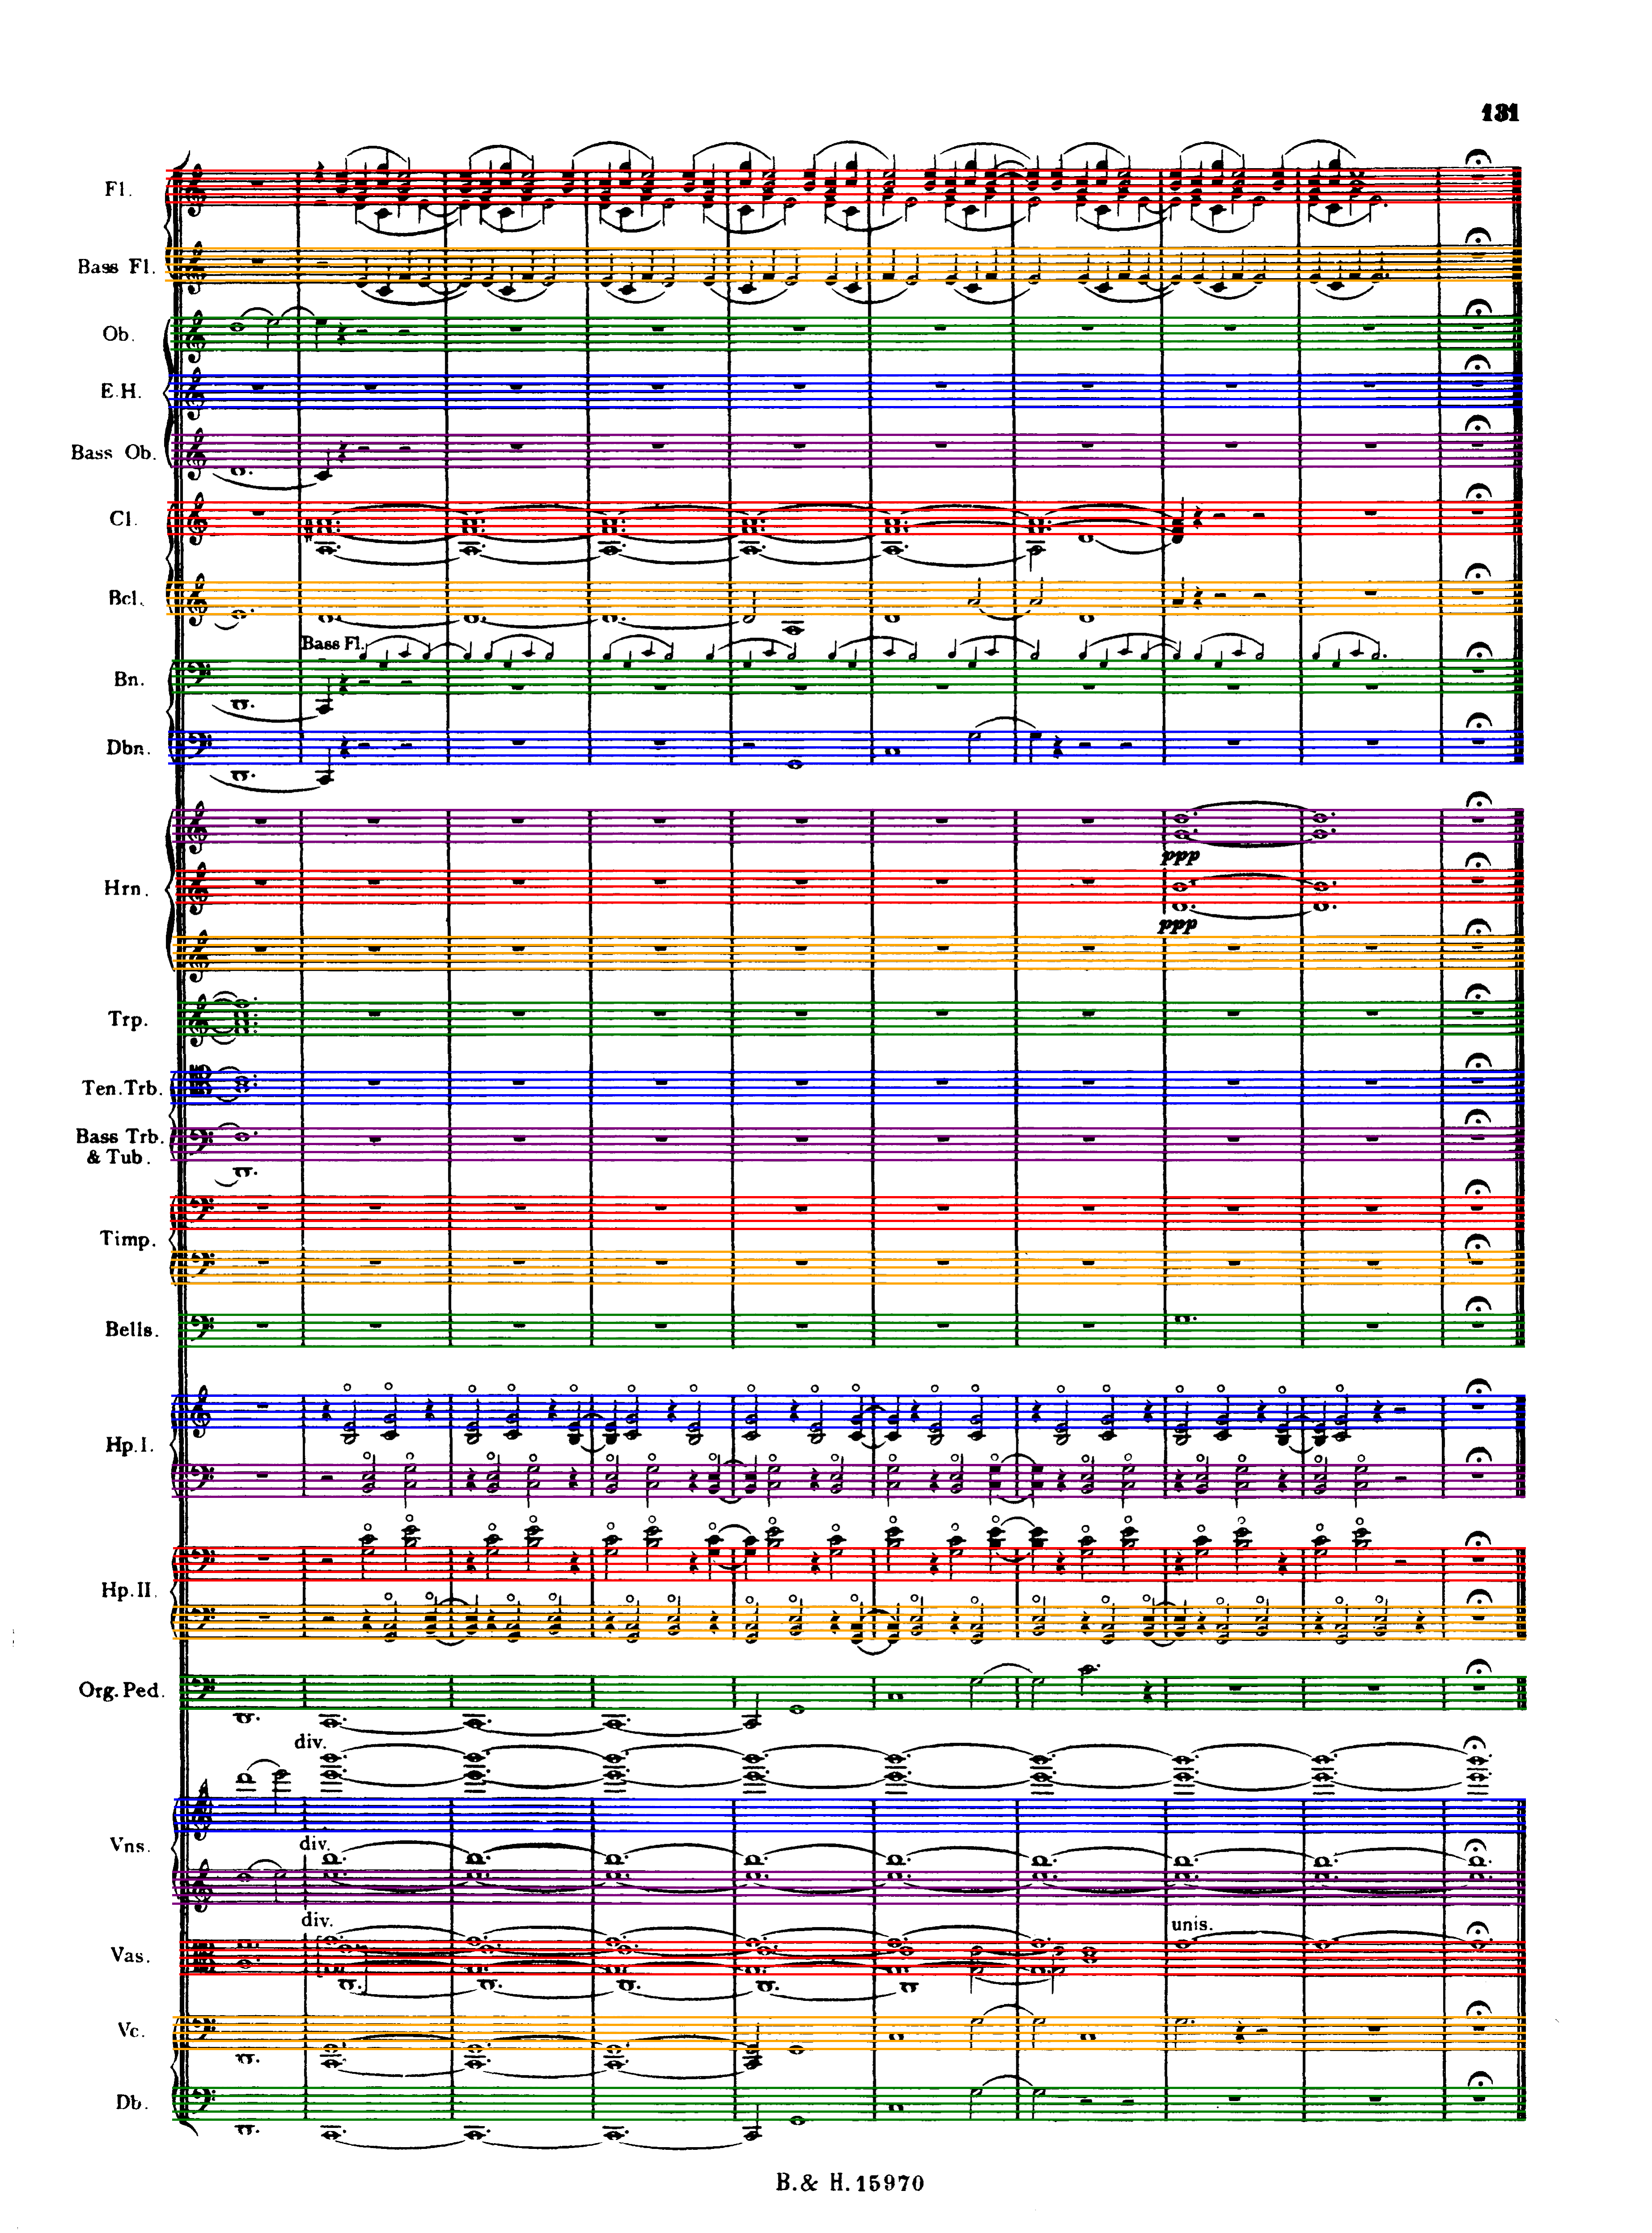 131
Fl.
Bass Fl.
Ob.
E.H.
Bass Ob.
Cl.
Bcl.
Bass Fl.
Bn.
Dbn.
ppp
Hrn.
ppp
Trp.
Ten.Trb.
Bass Trb.
& Tub.
Timp.
Bells.
Hp.I.
Hp.II.
Org.Ped.
div.
Vns.
div.
div.
unis.
Vas.
Vc.
Db.
B.& H.15970